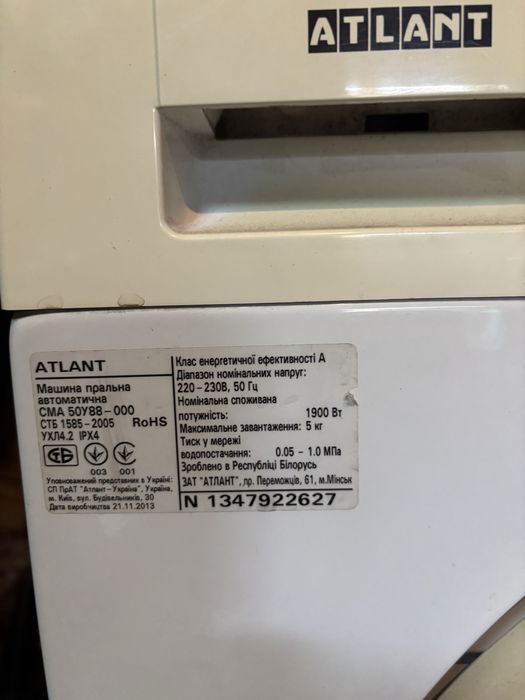 ATLANT
ATLANT
Машина пральна
автоматична
СМА 50У88-000
СТБ 1585-2005 RoHS
УХЛ4.2 IPX4
СТБ
003 001
Уповноважений представник в Україні:
СП ПрАТ "Атлант-Україна", Україна,
м. Київ, вул. Будівельників, 30
Дата виробництва 21.11.2013
Клас енергетичної ефективності А
Діапазон номінальних напруг:
220-230В, 50 Гц
Номінальна споживана
потужність: 1900 Вт
Максимальне завантаження: 5 кг
Тиск у мережі
водопостачання: 0.05 - 1.0 МПа
Зроблено в Республіці Білорусь
ЗАТ "АТЛАНТ", пр. Переможців, 61, м.Мінськ
N 1347922627